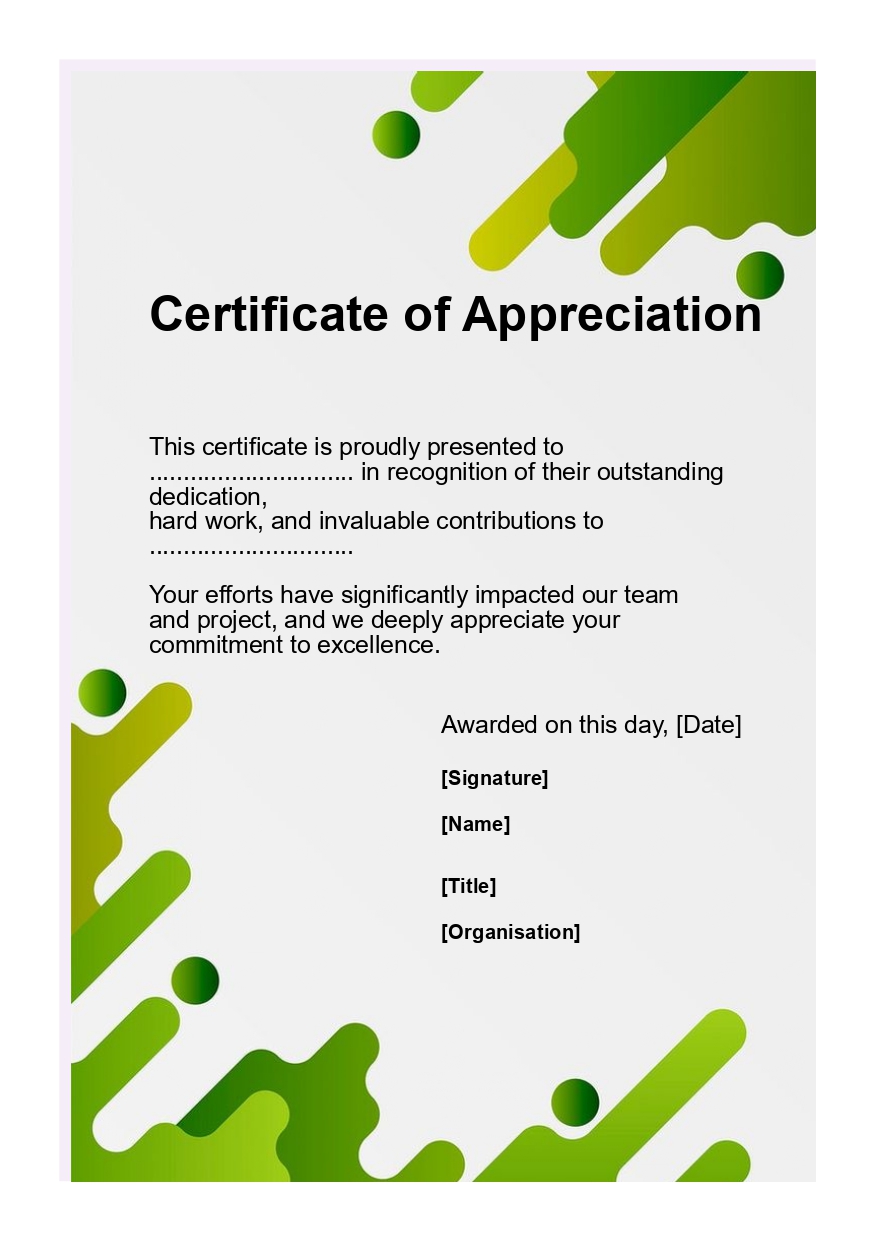 Certificate of Appreciation
This certificate is proudly presented to
.............................. in recognition of their outstanding
dedication,
hard work, and invaluable contributions to
..............................
Your efforts have significantly impacted our team
and project, and we deeply appreciate your
commitment to excellence.
Awarded on this day, [Date]
[Signature]
[Name]
[Title]
[Organisation]